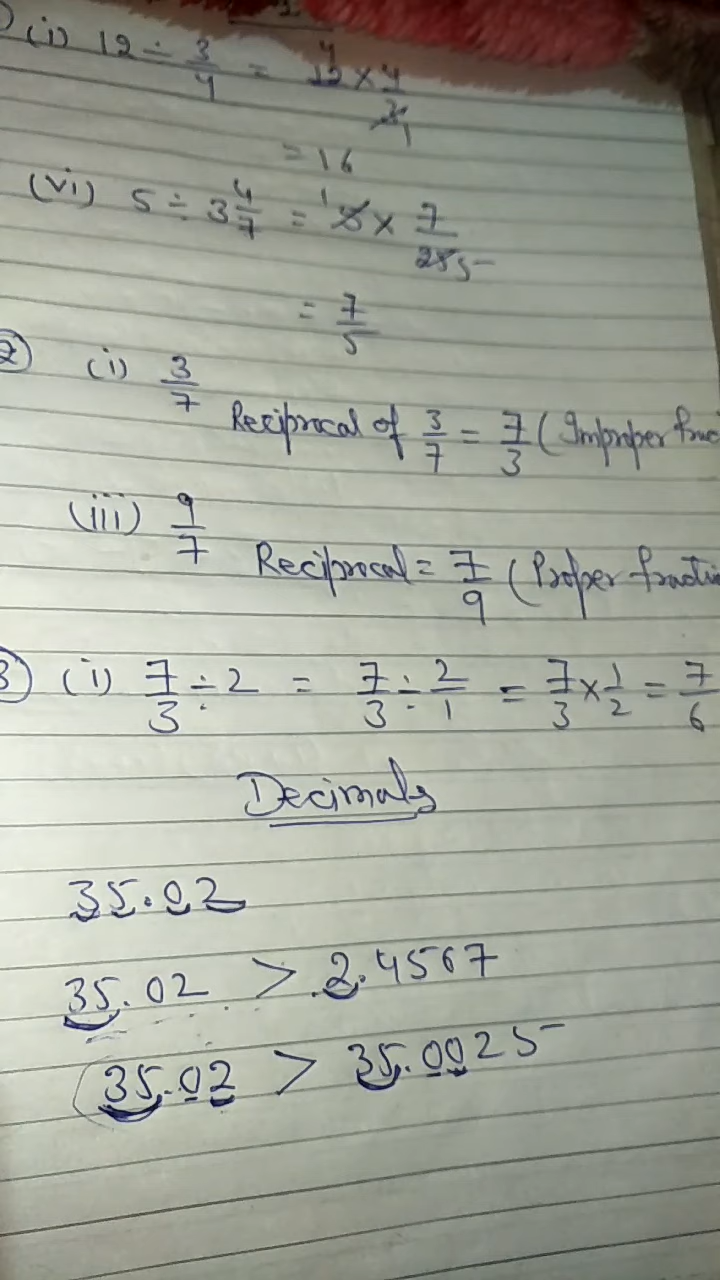 (i) 12 ÷ 3/4 = 12 × 4/3
= 16
(vi) 5 ÷ 3 4/7 = 5 × 7/25
= 7/5
(i) 3/7
Reciprocal of 3/7 = 7/3 (Improper frac
(iii) 9/7
Reciprocal = 7/9 (Proper fracti
3 (i) 7/3 ÷ 2 = 7/3 ÷ 2/1 = 7/3 × 1/2 = 7/6
Decimals
35.02
35.02 > 2.4567
35.02 > 35.0025